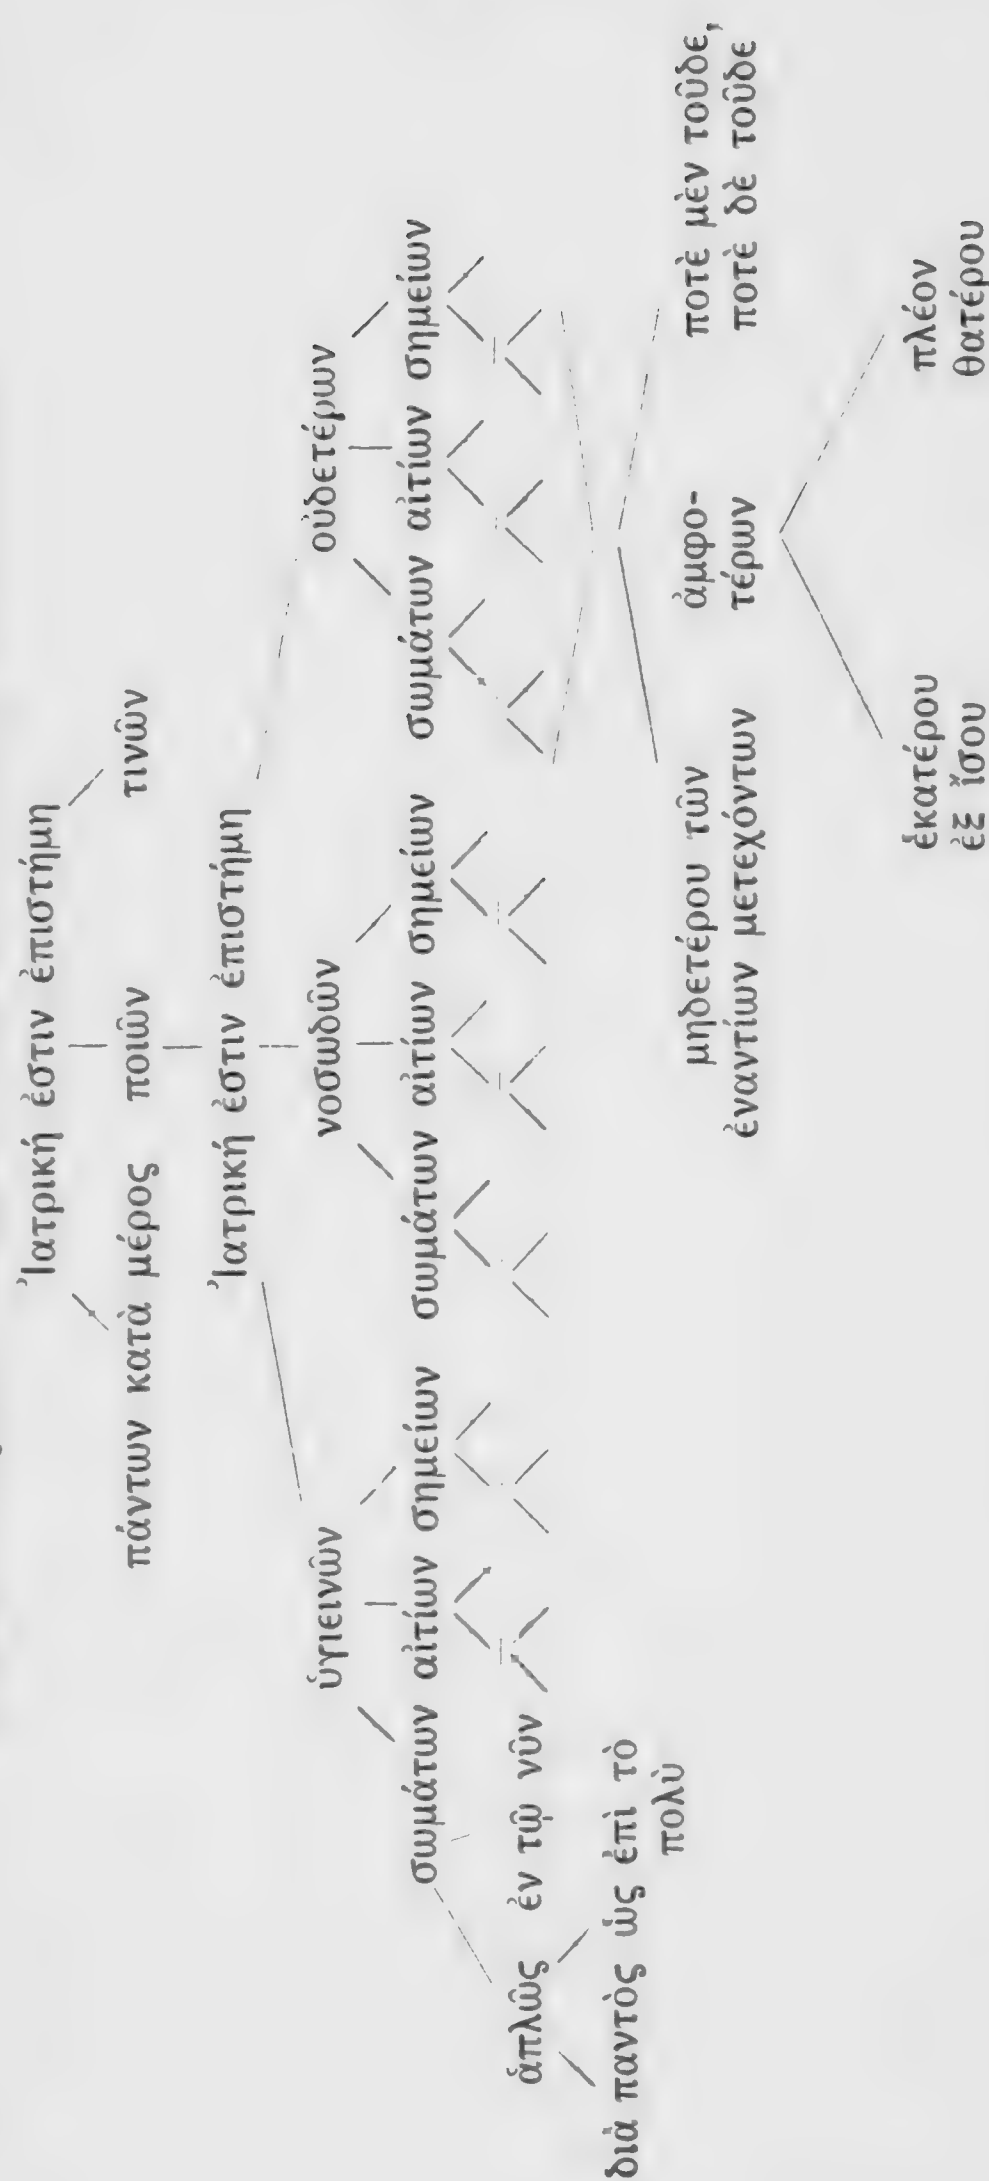 Ἰατρική ἐστιν ἐπιστήμη
πάντων κατὰ μέρος ποιῶν τινῶν
Ἰατρική ἐστιν ἐπιστήμη
ὑγιεινῶν νοσωδῶν οὐδετέρων
σωμάτων αἰτίων σημείων σωμάτων αἰτίων σημείων σωμάτων αἰτίων σημείων
ἁπλῶς ἐν τῷ νῦν
διὰ παντὸς ὡς ἐπὶ τὸ
πολὺ
μηδετέρου τῶν
ἐναντίων μετεχόντων
ἀμφο-
τέρων
ποτὲ μὲν τοῦδε,
ποτὲ δὲ τοῦδε
ἑκατέρου
ἐξ ἴσου
πλέον
θατέρου